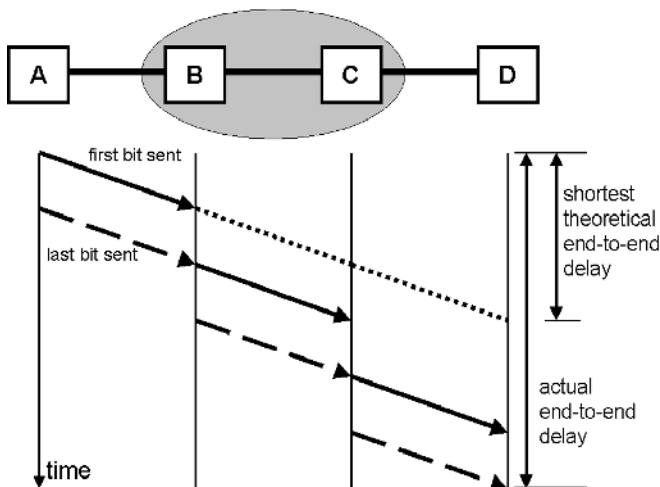 A
B
C
D
first bit sent
last bit sent
shortest
theoretical
end-to-end
delay
actual
end-to-end
delay
time